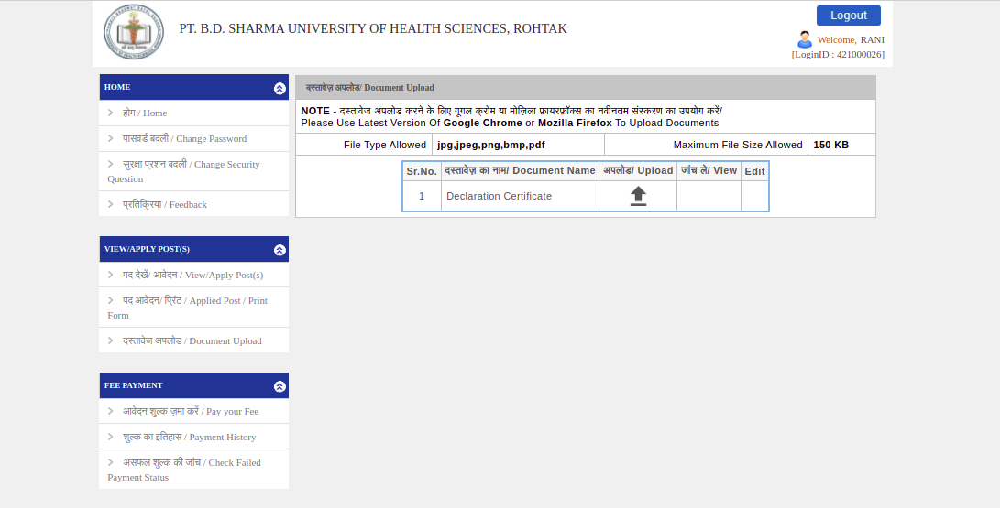 PT. B.D. SHARMA UNIVERSITY OF HEALTH SCIENCES, ROHTAK
Logout
Welcome, RANI
[LoginID : 421000026]
HOME
होम / Home
पासवर्ड बदली / Change Password
सुरक्षा प्रशन बदली / Change Security
Question
प्रतिक्रिया / Feedback
VIEW/APPLY POST(S)
पद देखें/ आवेदन / View/Apply Post(s)
पद आवेदन/ प्रिंट / Applied Post / Print
Form
दस्तावेज अपलोड / Document Upload
FEE PAYMENT
आवेदन शुल्क ज़मा करें / Pay your Fee
शुल्क का इतिहास / Payment History
असफल शुल्क की जांच / Check Failed
Payment Status
दस्तावेज़ अपलोड/ Document Upload
NOTE - दस्तावेज अपलोड करने के लिए गूगल क्रोम या मोज़िला फ़ायरफ़ॉक्स का नवीनतम संस्करण का उपयोग करें/
Please Use Latest Version Of Google Chrome or Mozilla Firefox To Upload Documents
File Type Allowed jpg,jpeg,png,bmp,pdf Maximum File Size Allowed 150 KB
Sr.No. दस्तावेज़ का नाम/ Document Name अपलोड/ Upload जांच ले/ View Edit
1 Declaration Certificate